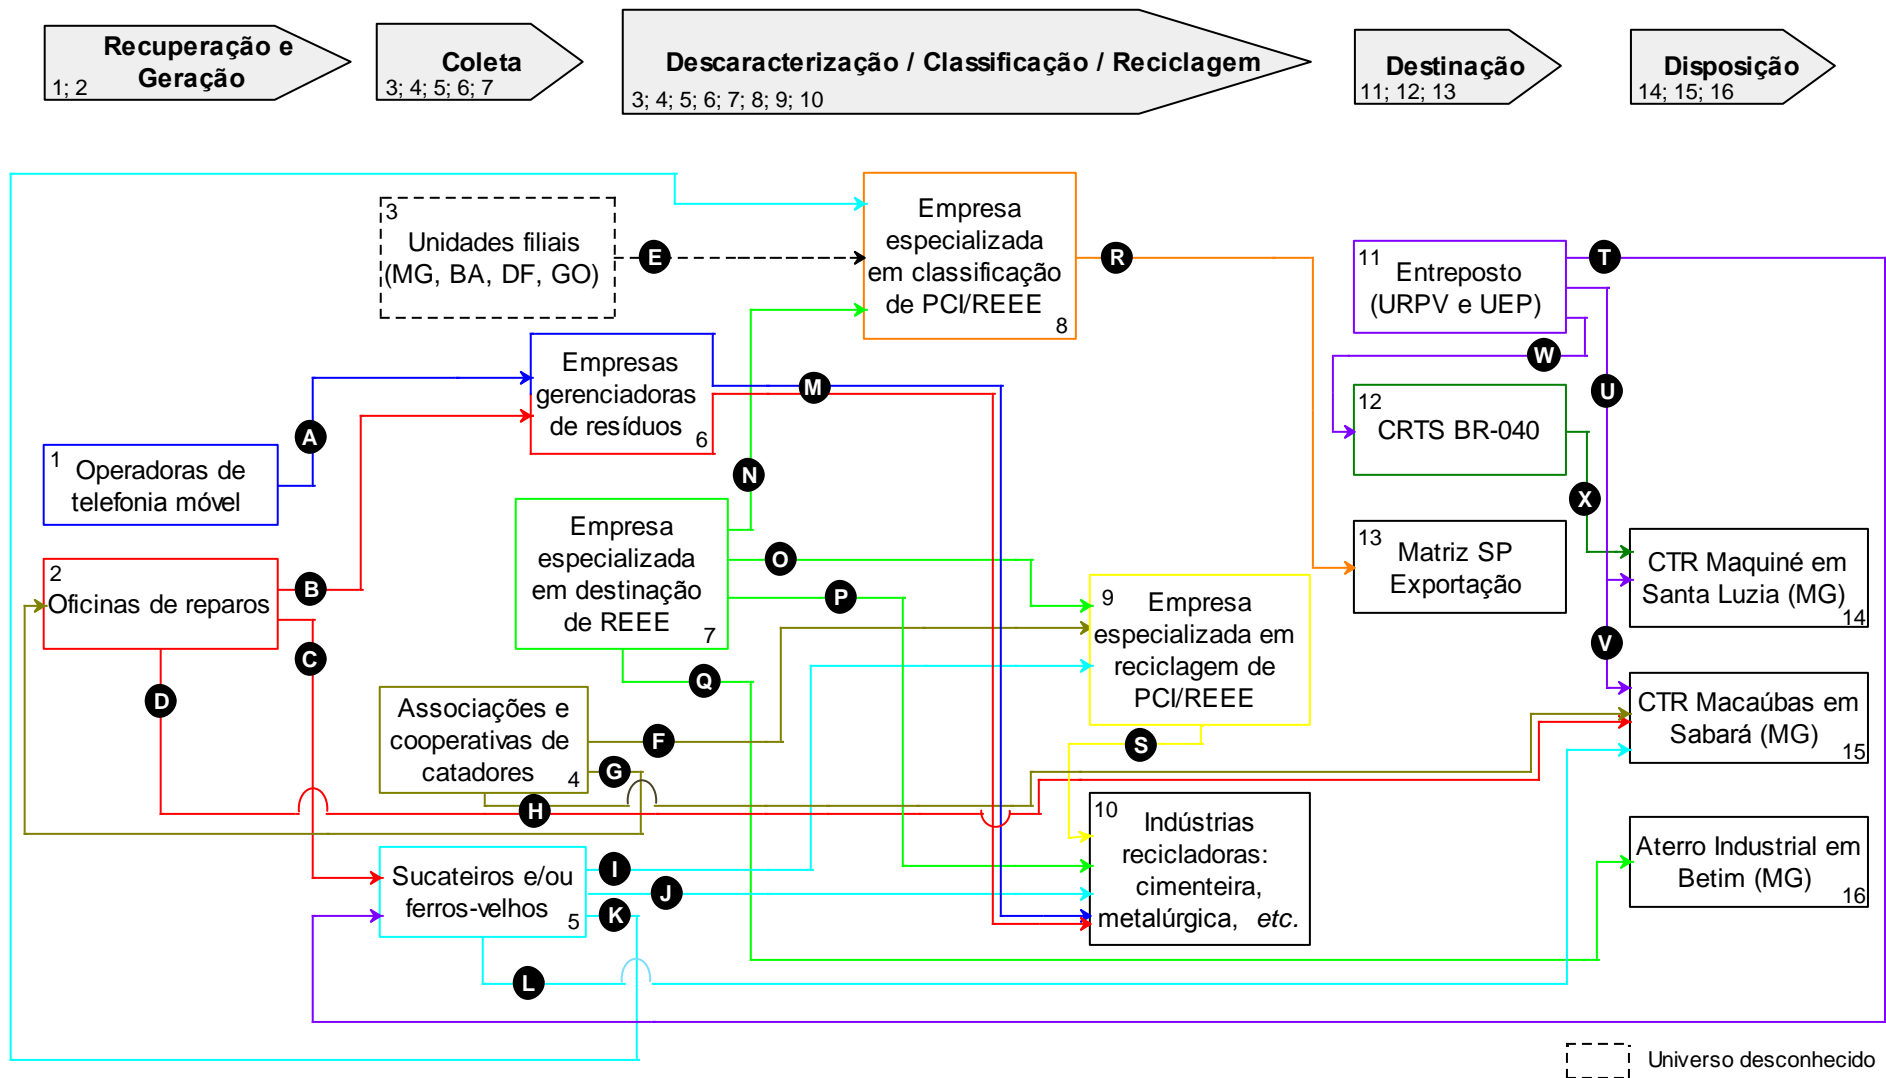 Recuperação e
Geração
1; 2
Coleta
3; 4; 5; 6; 7
Descaracterização / Classificação / Reciclagem
3; 4; 5; 6; 7; 8; 9; 10
Destinação
11; 12; 13
Disposição
14; 15; 16
3
Unidades filiais
(MG, BA, DF, GO)
E
Empresa
especializada
em classificação
de PCI/REEE
8
R
11
Entreposto
(URPV e UEP)
T
W
U
Empresas
gerenciadoras
de resíduos
6
M
A
1
Operadoras de
telefonia móvel
N
12
CRTS BR-040
X
Empresa
especializada
em destinação
de REEE
7
O
P
Q
2
Oficinas de reparos
B
C
D
13
Matriz SP
Exportação
CTR Maquiné em
Santa Luzia (MG)
14
V
9
Empresa
especializada em
reciclagem de
PCI/REEE
S
Associações e
cooperativas de
catadores
4
F
G
H
CTR Macaúbas em
Sabará (MG)
15
10
Indústrias
recicladoras:
cimenteira,
metalúrgica, etc.
Sucateiros e/ou
ferros-velhos
5
I
J
K
L
Aterro Industrial em
Betim (MG)
16
Universo desconhecido